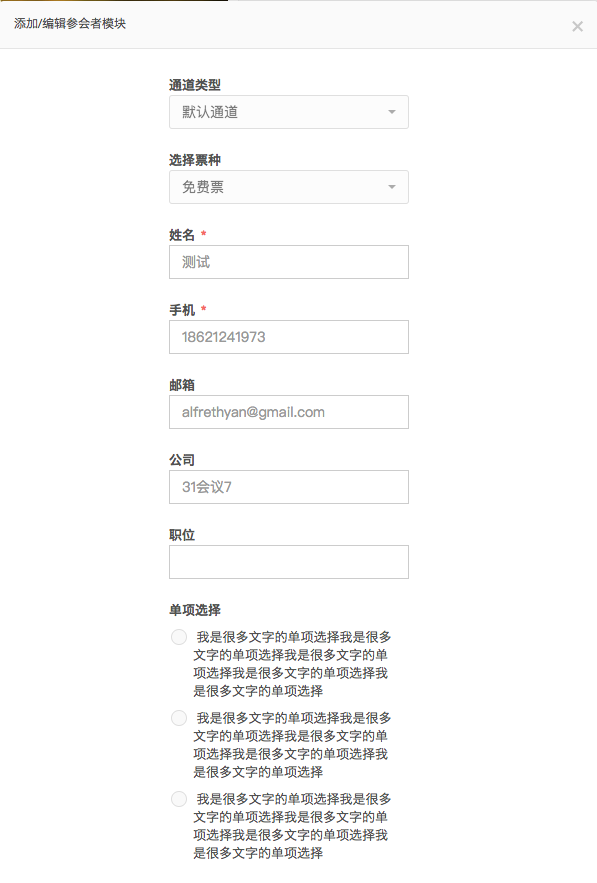 添加/编辑参会者模块
×
通道类型
默认通道
选择票种
免费票
姓名 *
测试
手机 *
18621241973
邮箱
alfrethyan@gmail.com
公司
31会议7
职位
单项选择
我是很多文字的单项选择我是很多
文字的单项选择我是很多文字的单
项选择我是很多文字的单项选择我
是很多文字的单项选择
我是很多文字的单项选择我是很多
文字的单项选择我是很多文字的单
项选择我是很多文字的单项选择我
是很多文字的单项选择
我是很多文字的单项选择我是很多
文字的单项选择我是很多文字的单
项选择我是很多文字的单项选择我
是很多文字的单项选择